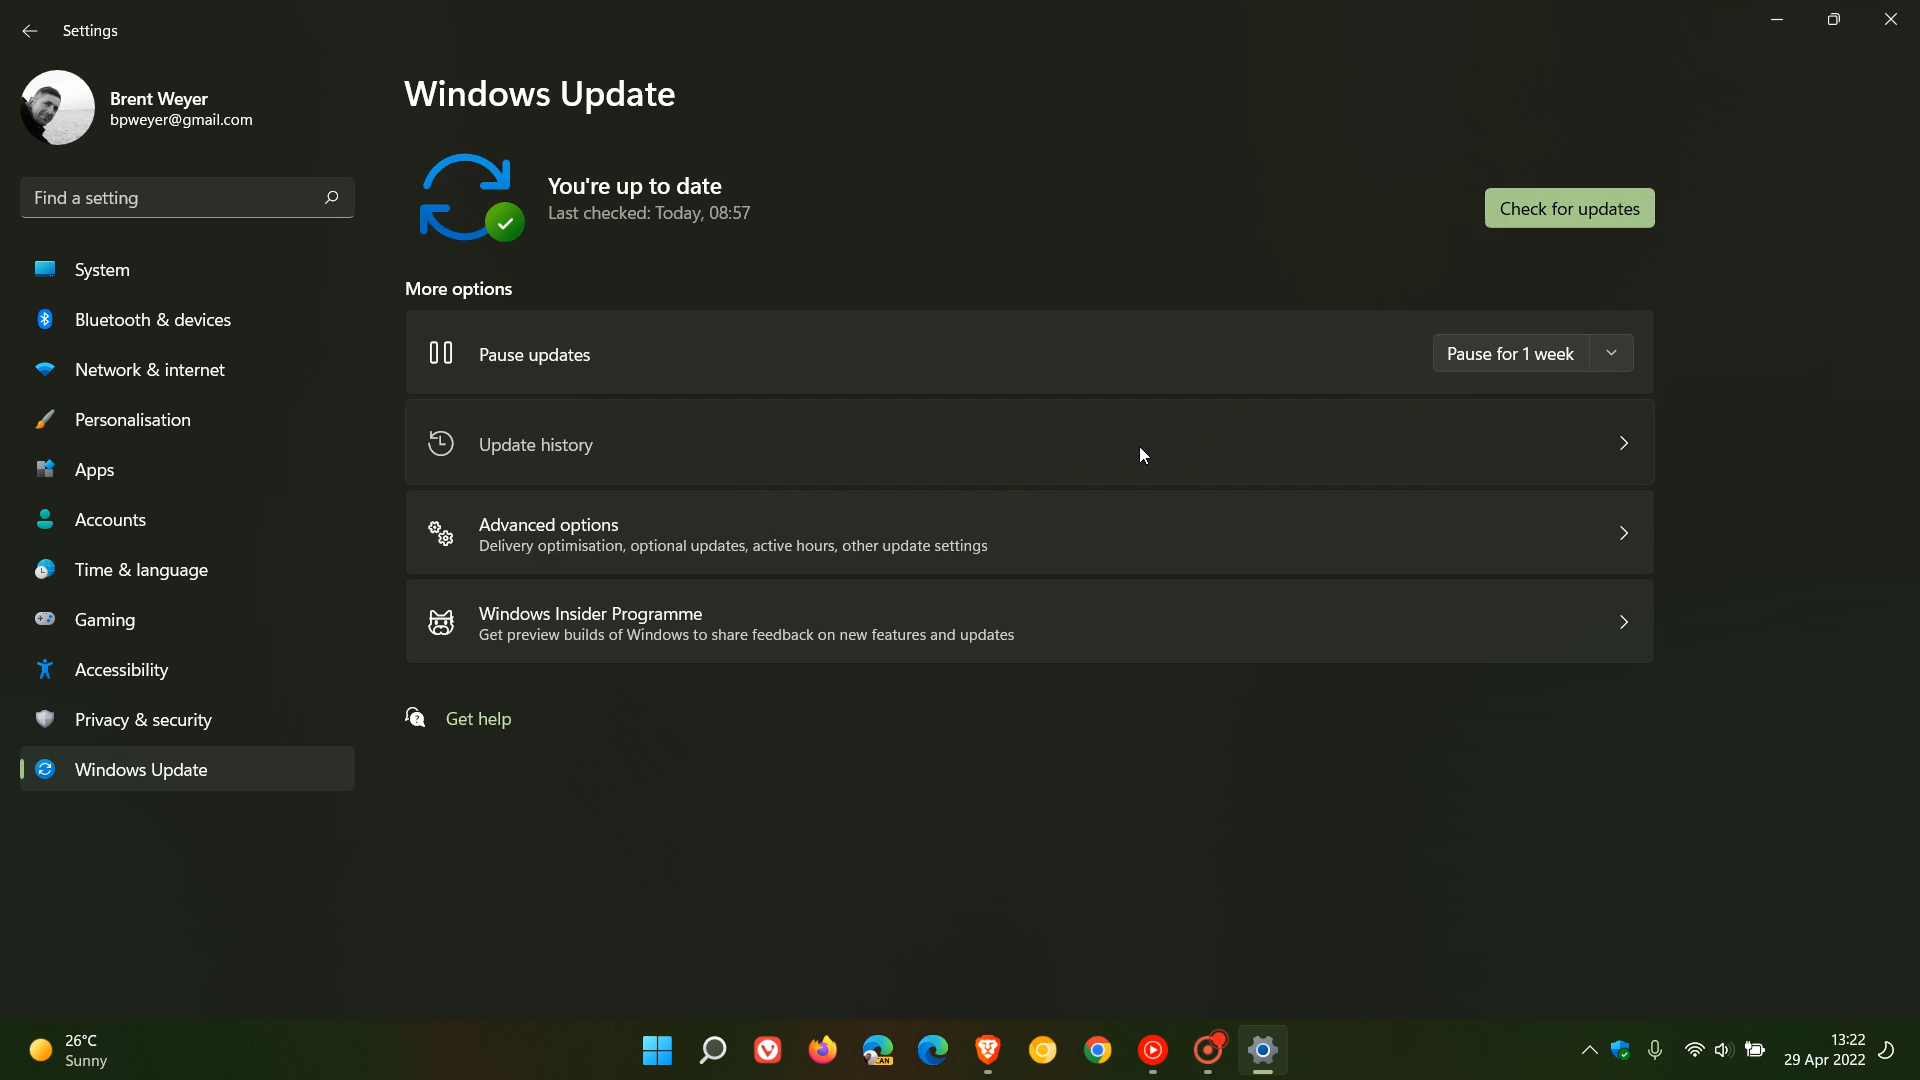 Settings
Brent Weyer
bpweyer@gmail.com
Find a setting
System
Bluetooth & devices
Network & internet
Personalisation
Apps
Accounts
Time & language
Gaming
Accessibility
Privacy & security
Windows Update
Windows Update
You're up to date
Last checked: Today, 08:57
Check for updates
More options
Pause updates
Pause for 1 week
Update history
Advanced options
Delivery optimisation, optional updates, active hours, other update settings
Windows Insider Programme
Get preview builds of Windows to share feedback on new features and updates
Get help
26°C
Sunny
CAN
13:22
29 Apr 2022